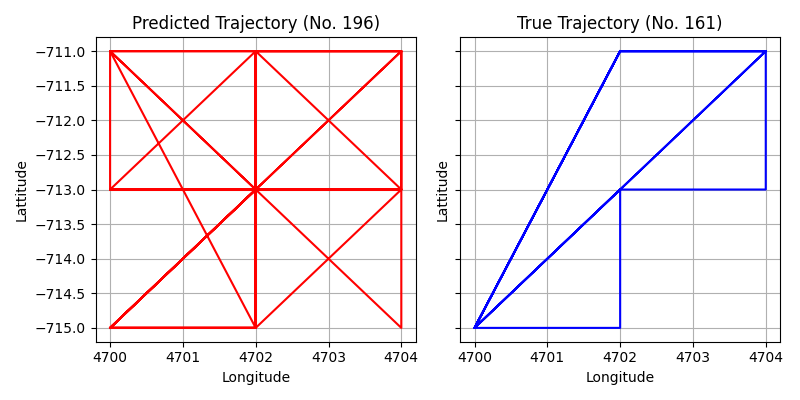 Predicted Trajectory (No. 196)
True Trajectory (No. 161)
−711.0
−711.5
−712.0
−712.5
−713.0
−713.5
−714.0
−714.5
−715.0
Lattitude
Lattitude
4700 4701 4702 4703 4704
4700 4701 4702 4703 4704
Longitude
Longitude